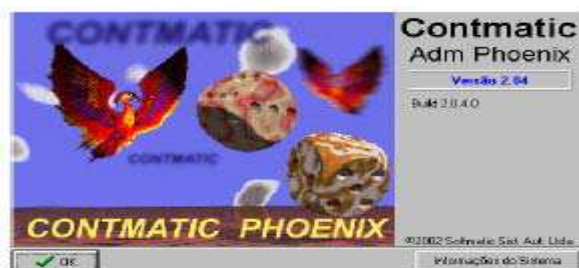 CONTMATIC
CONTMATIC
CONTMATIC PHOENIX
Contmatic
Adm Phoenix
Versão 2.04
Build 2.0.4.0
©2002 Softmatic Sist. Aut. Ltda
OK
Informações do Sistema